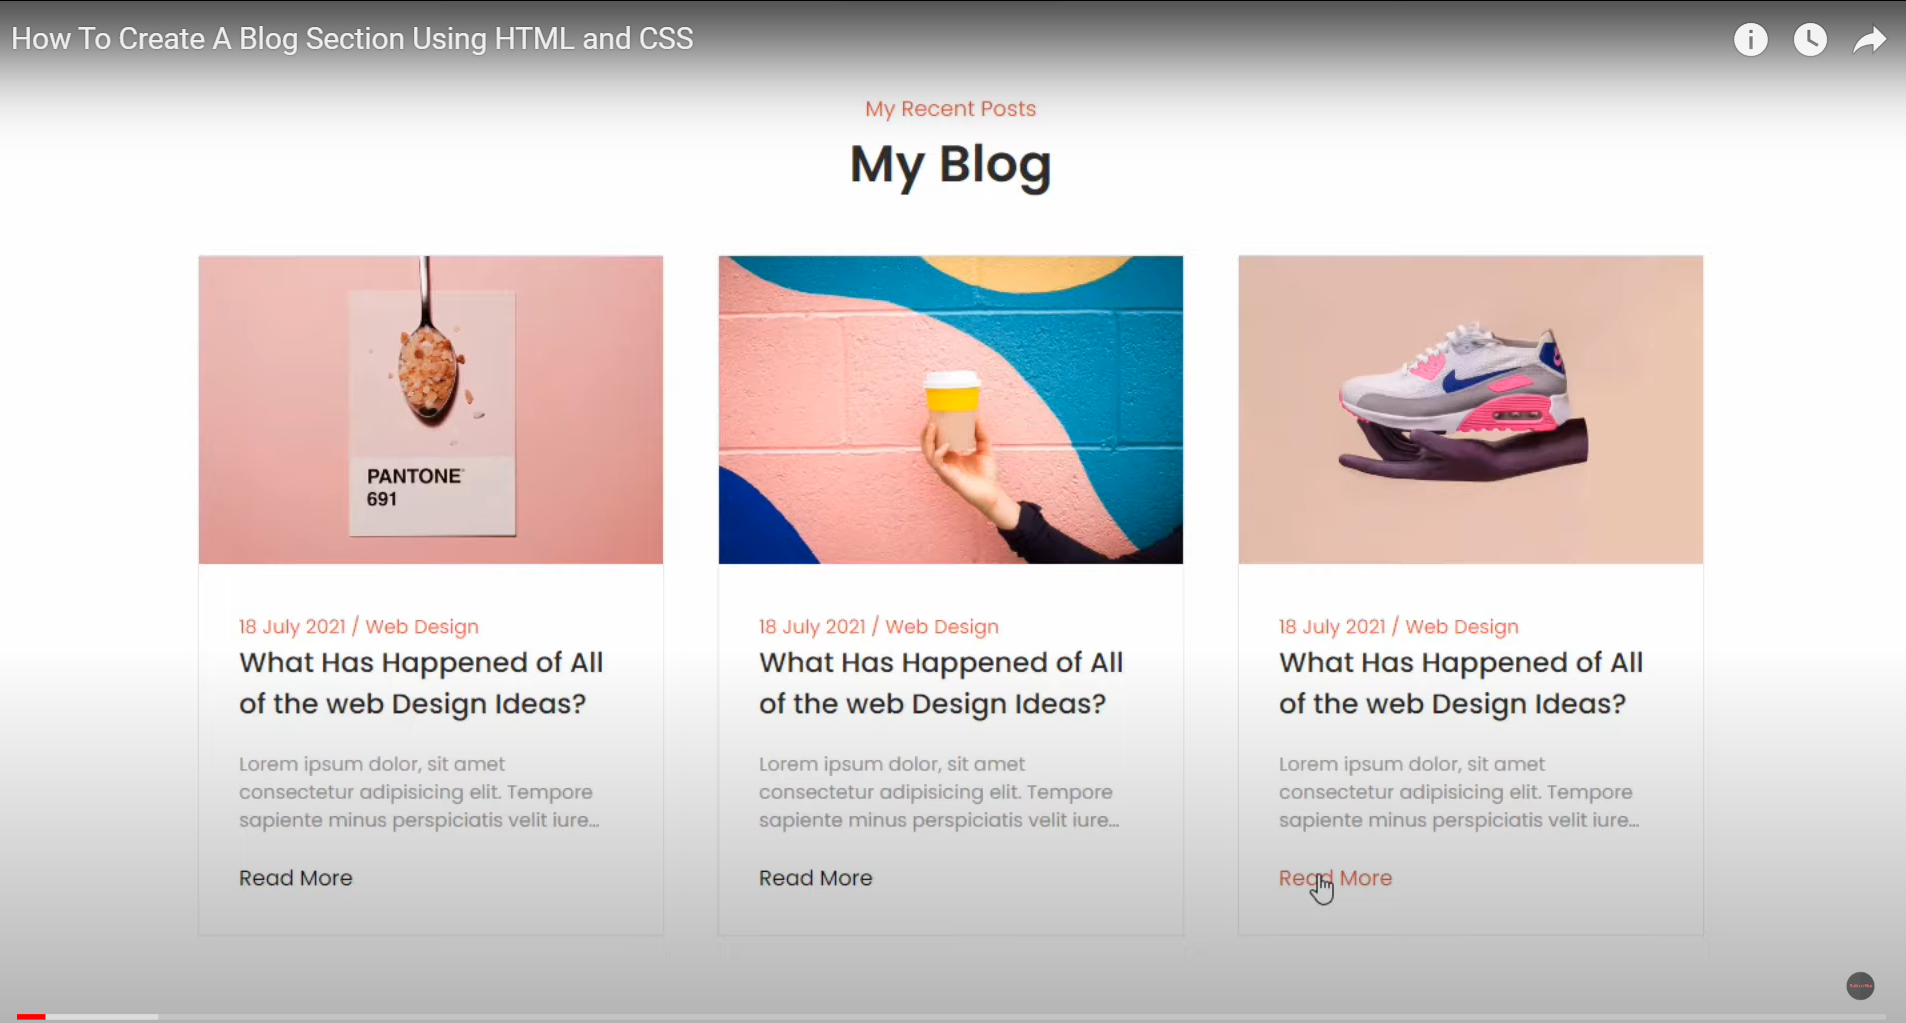 How To Create A Blog Section Using HTML and CSS
My Recent Posts
My Blog
PANTONE
691
18 July 2021 / Web Design
What Has Happened of All
of the web Design Ideas?
Lorem ipsum dolor, sit amet
consectetur adipisicing elit. Tempore
sapiente minus perspiciatis velit iure...
Read More
18 July 2021 / Web Design
What Has Happened of All
of the web Design Ideas?
Lorem ipsum dolor, sit amet
consectetur adipisicing elit. Tempore
sapiente minus perspiciatis velit iure...
Read More
18 July 2021 / Web Design
What Has Happened of All
of the web Design Ideas?
Lorem ipsum dolor, sit amet
consectetur adipisicing elit. Tempore
sapiente minus perspiciatis velit iure...
Read More